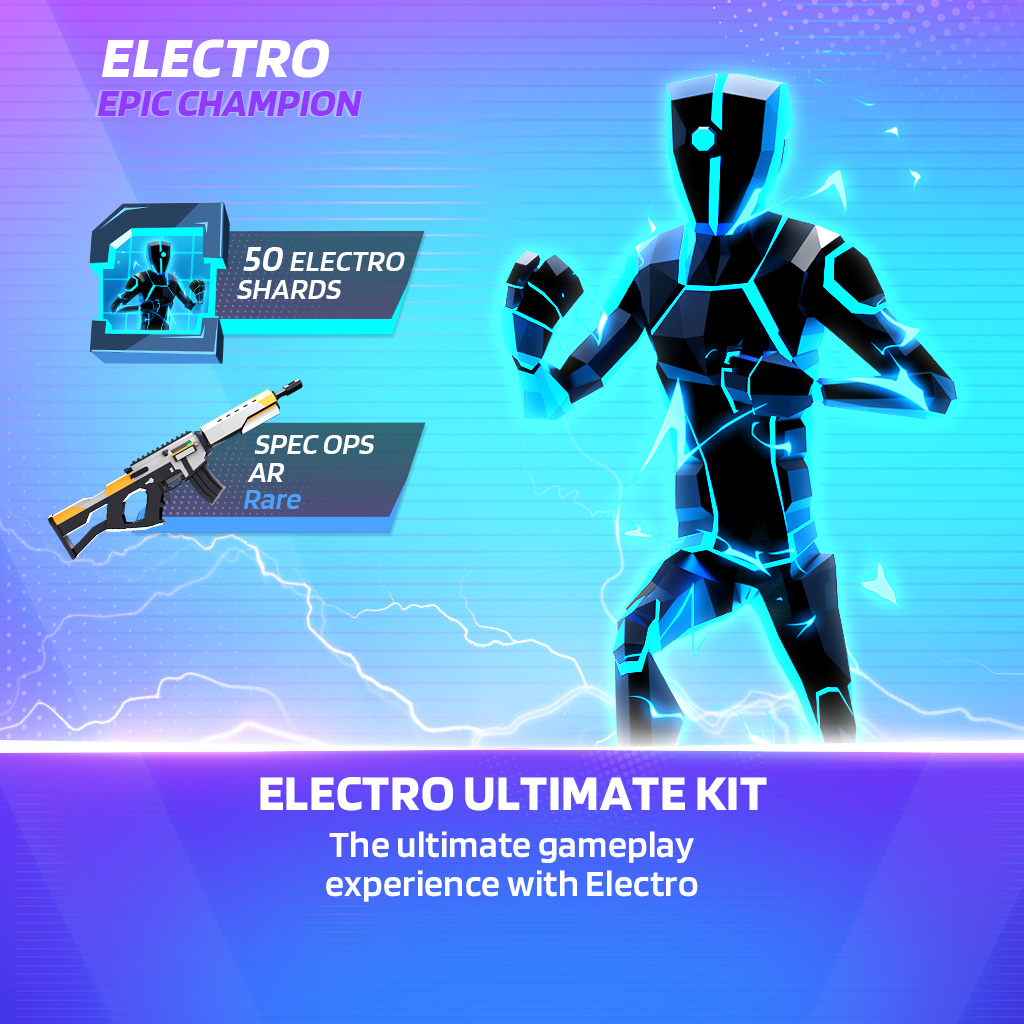 ELECTRO
EPIC CHAMPION
50 ELECTRO
SHARDS
SPEC OPS
AR
Rare
ELECTRO ULTIMATE KIT
The ultimate gameplay
experience with Electro